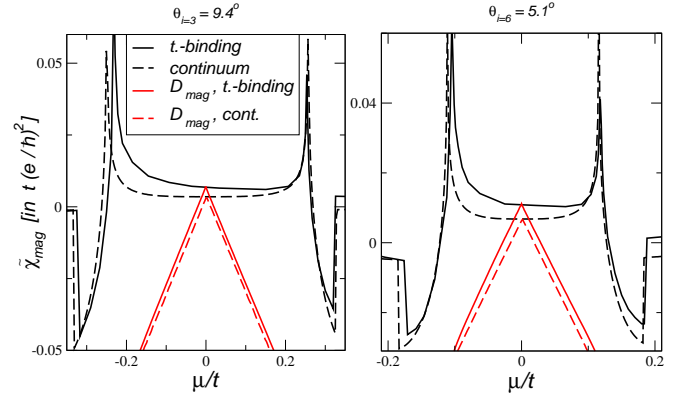 θi=3 = 9.4°
θi=6 = 5.1°
t.-binding
continuum
Dmag, t.-binding
Dmag, cont.
χ̃mag [in t (e / ħ)²]
0.05
0
-0.05
-0.2
0
0.2
μ/t
0.04
0
-0.2
-0.1
0
0.1
0.2
μ/t